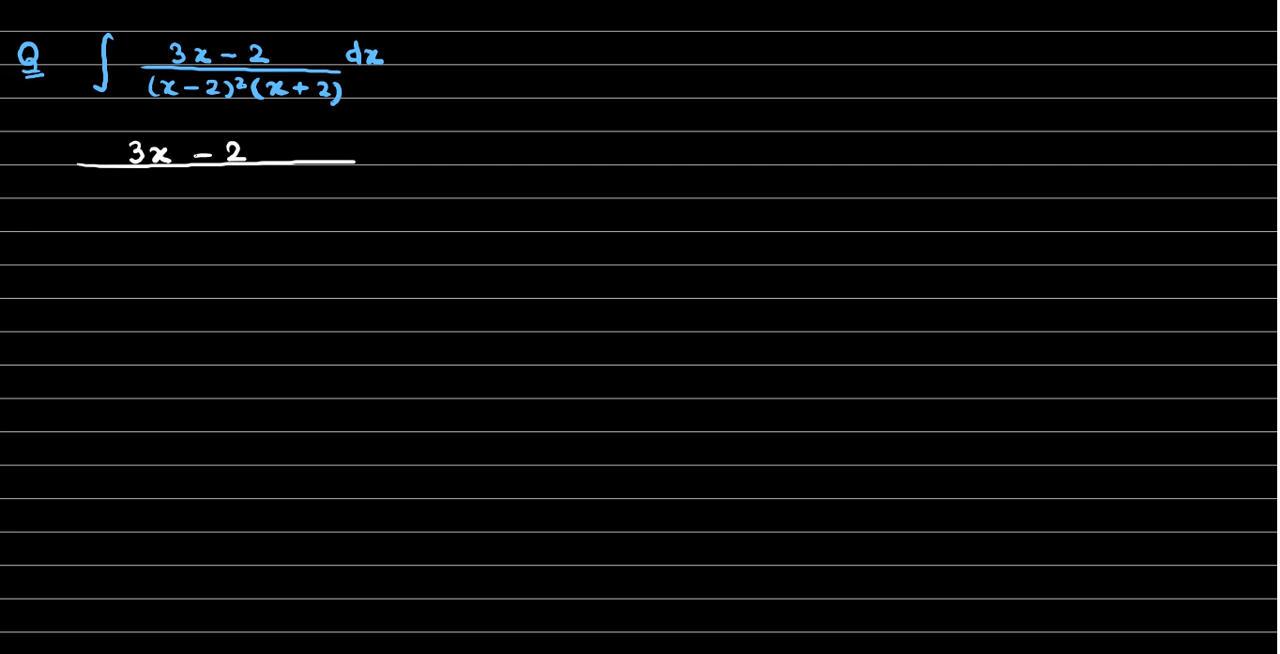 Q ∫ 3x - 2 / (x - 2)²(x + 2) dx
3x - 2